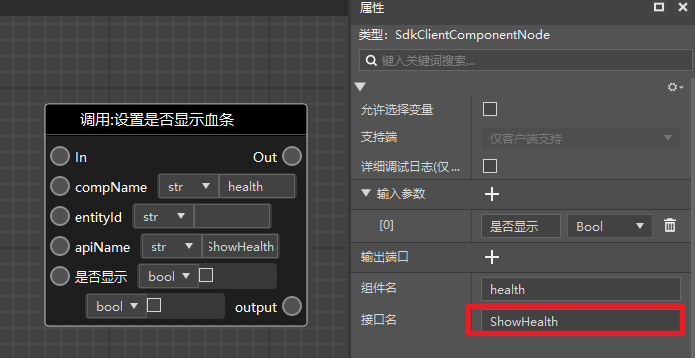 调用:设置是否显示血条
In
Out
compName str health
entityId str
apiName str ShowHealth
是否显示 bool
bool output
属性
类型: SdkClientComponentNode
键入关键词搜索...
允许选择变量
支持端 仅客户端支持
详细调试日志(仅...
输入参数
[0] 是否显示 Bool
输出端口
组件名 health
接口名 ShowHealth